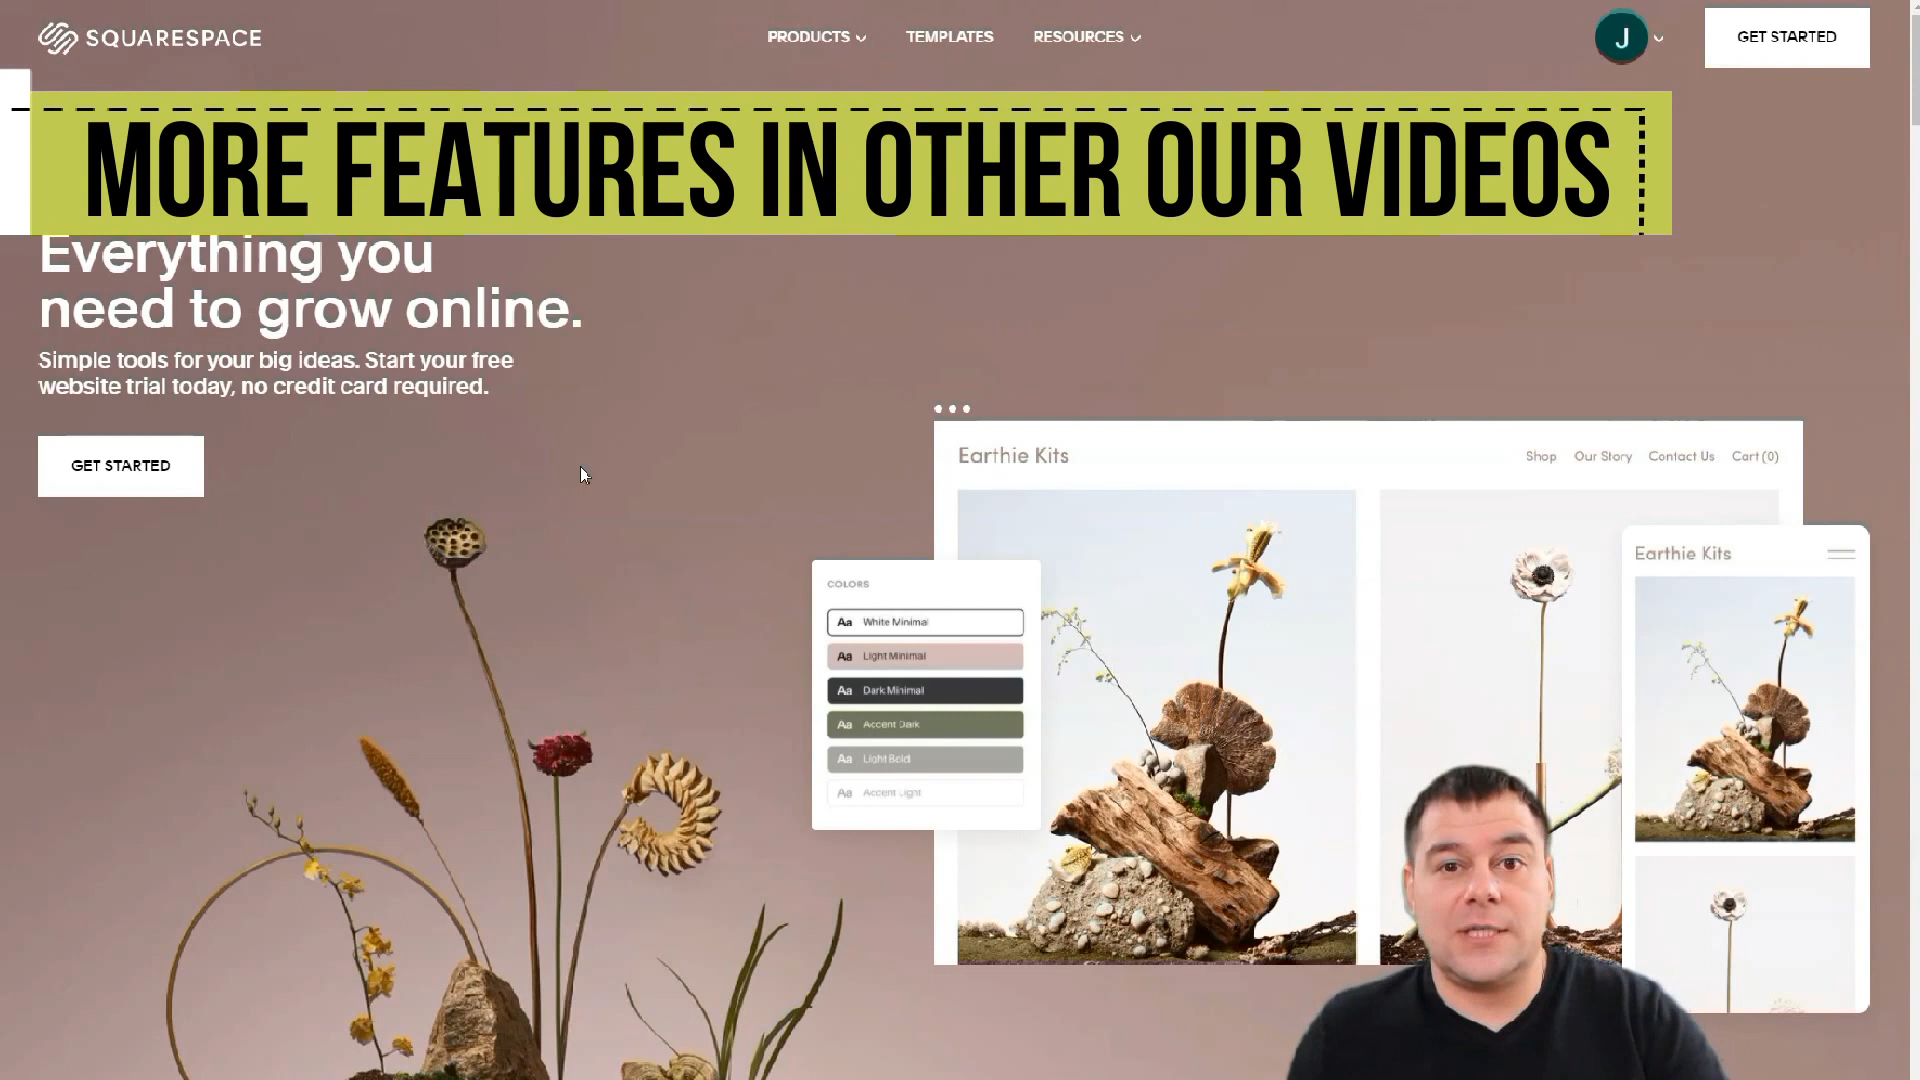 SQUARESPACE
PRODUCTS
TEMPLATES
RESOURCES
J
GET STARTED
MORE FEATURES IN OTHER OUR VIDEOS
Everything you
need to grow online.
Simple tools for your big ideas. Start your free
website trial today, no credit card required.
GET STARTED
Earthie Kits
Shop
Our Story
Contact Us
Cart (0)
Earthie Kits
COLORS
Aa White Minimal
Aa Light Minimal
Aa Dark Minimal
Aa Accent Dark
Aa Light Bold
Aa Accent Light